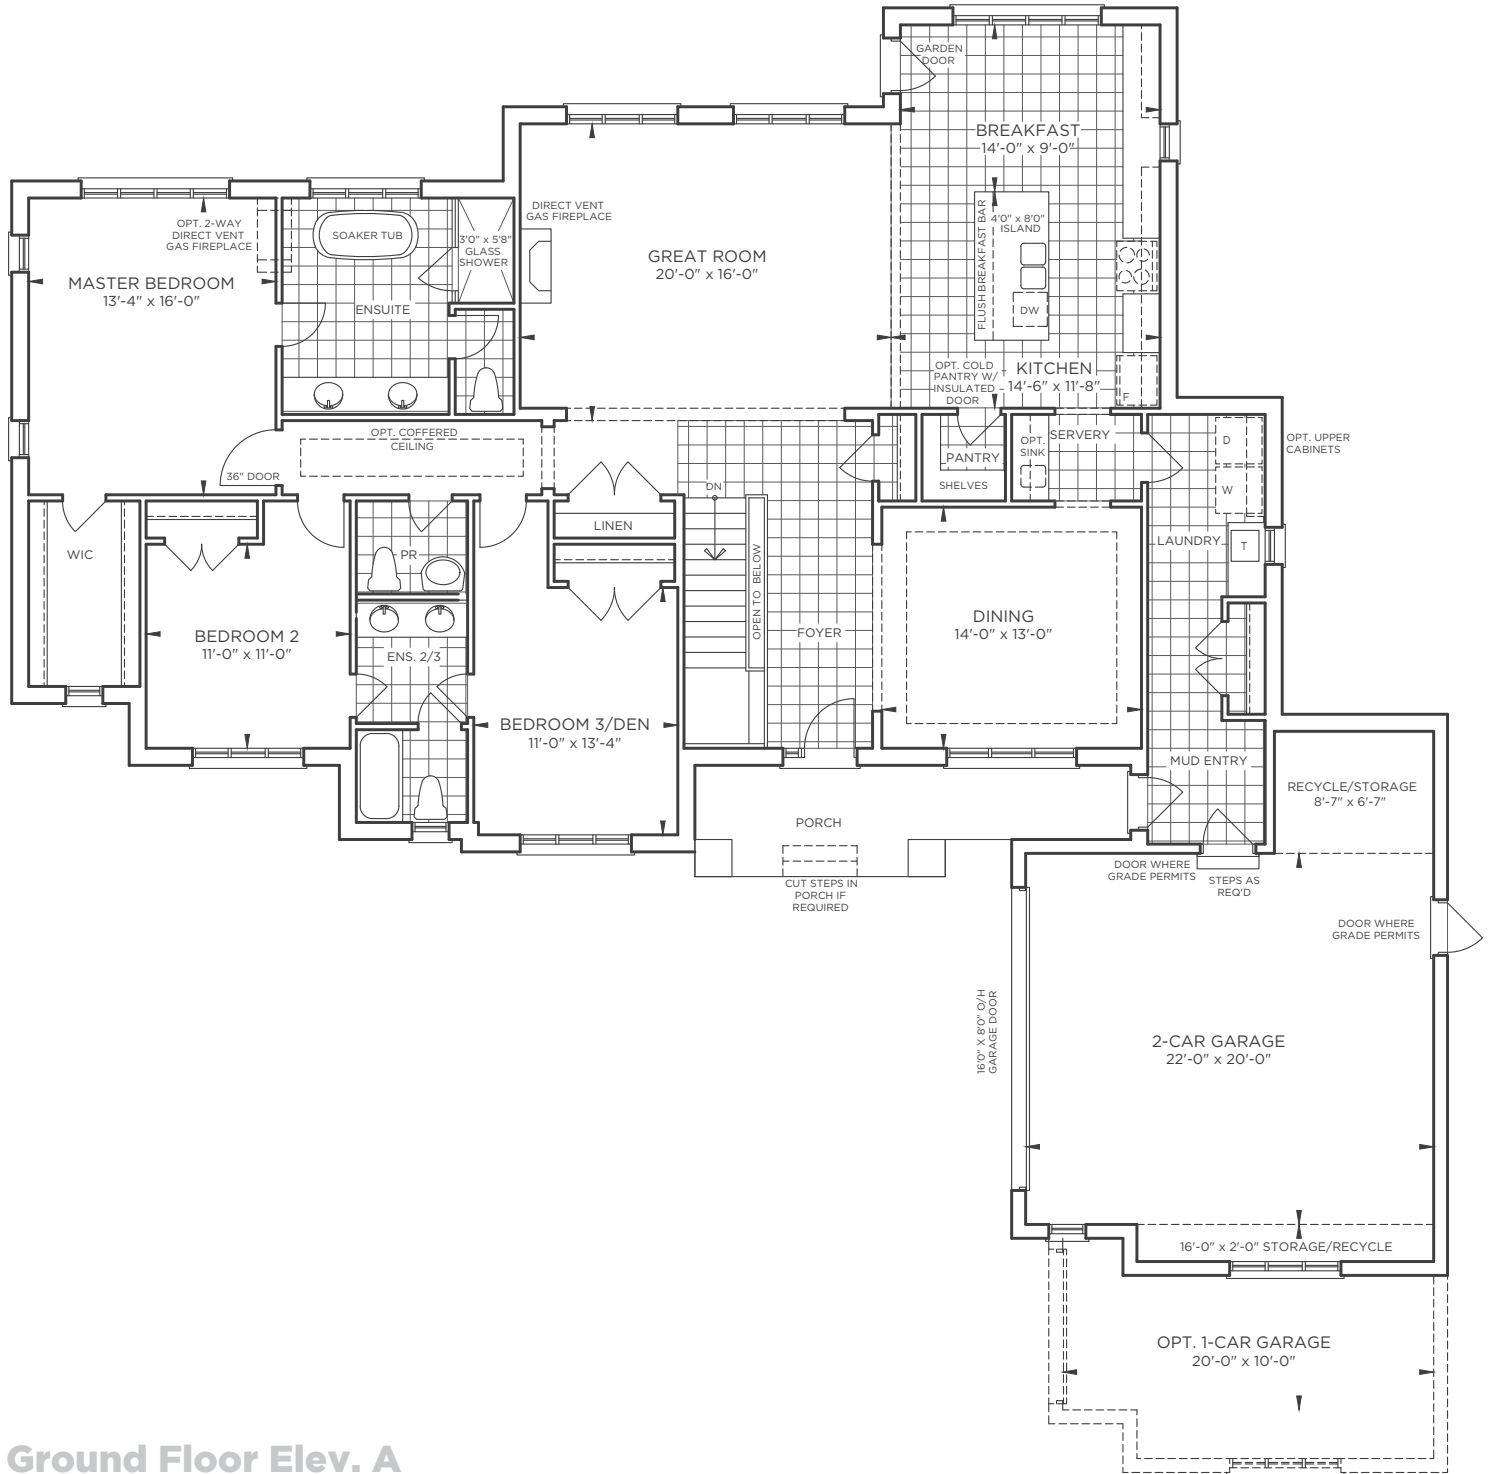 GARDEN
DOOR
BREAKFAST
14'-0" x 9'-0"
DIRECT VENT
GAS FIREPLACE
GREAT ROOM
20'-0" x 16'-0"
FLUSH BREAKFAST BAR
4'0" x 8'0"
ISLAND
DW
OPT. 2-WAY
DIRECT VENT
GAS FIREPLACE
SOAKER TUB
3'0" x 5'8"
GLASS
SHOWER
MASTER BEDROOM
13'-4" x 16'-0"
ENSUITE
OPT. COLD
PANTRY W/
INSULATED
DOOR
KITCHEN
14'-6" x 11'-8"
F
OPT. COFFERED
CEILING
36" DOOR
PANTRY
SHELVES
OPT.
SINK
SERVERY
D
W
OPT. UPPER
CABINETS
DN
LINEN
WIC
PR
LAUNDRY
T
OPEN TO BELOW
BEDROOM 2
11'-0" x 11'-0"
ENS. 2/3
FOYER
DINING
14'-0" x 13'-0"
BEDROOM 3/DEN
11'-0" x 13'-4"
MUD ENTRY
RECYCLE/STORAGE
8'-7" x 6'-7"
PORCH
CUT STEPS IN
PORCH IF
REQUIRED
DOOR WHERE
GRADE PERMITS
STEPS AS
REQ'D
DOOR WHERE
GRADE PERMITS
16'0" X 8'0" O/H
GARAGE DOOR
2-CAR GARAGE
22'-0" x 20'-0"
16'-0" x 2'-0" STORAGE/RECYCLE
OPT. 1-CAR GARAGE
20'-0" x 10'-0"
Ground Floor Elev. A